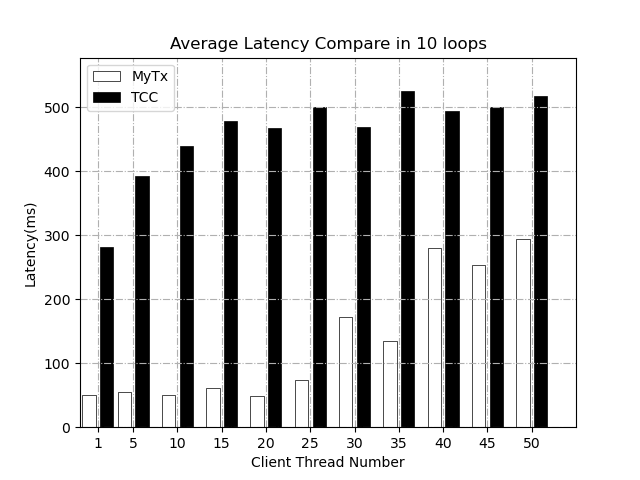 Average Latency Compare in 10 loops
MyTx
TCC
500
400
300
200
100
0
Latency(ms)
1 5 10 15 20 25 30 35 40 45 50
Client Thread Number